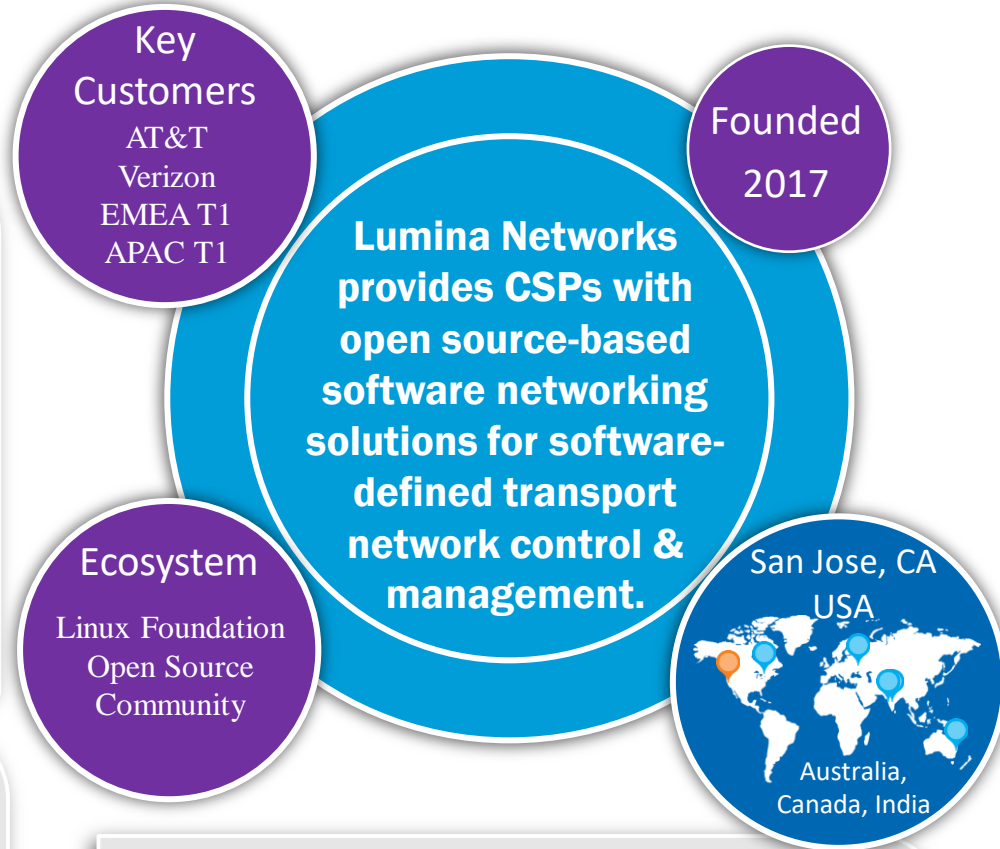 Key
Customers
AT&T
Verizon
EMEA T1
APAC T1
Founded
2017
Lumina Networks
provides CSPs with
open source-based
software networking
solutions for software-
defined transport
network control &
management.
Ecosystem
Linux Foundation
Open Source
Community
San Jose, CA
USA
Australia,
Canada, India